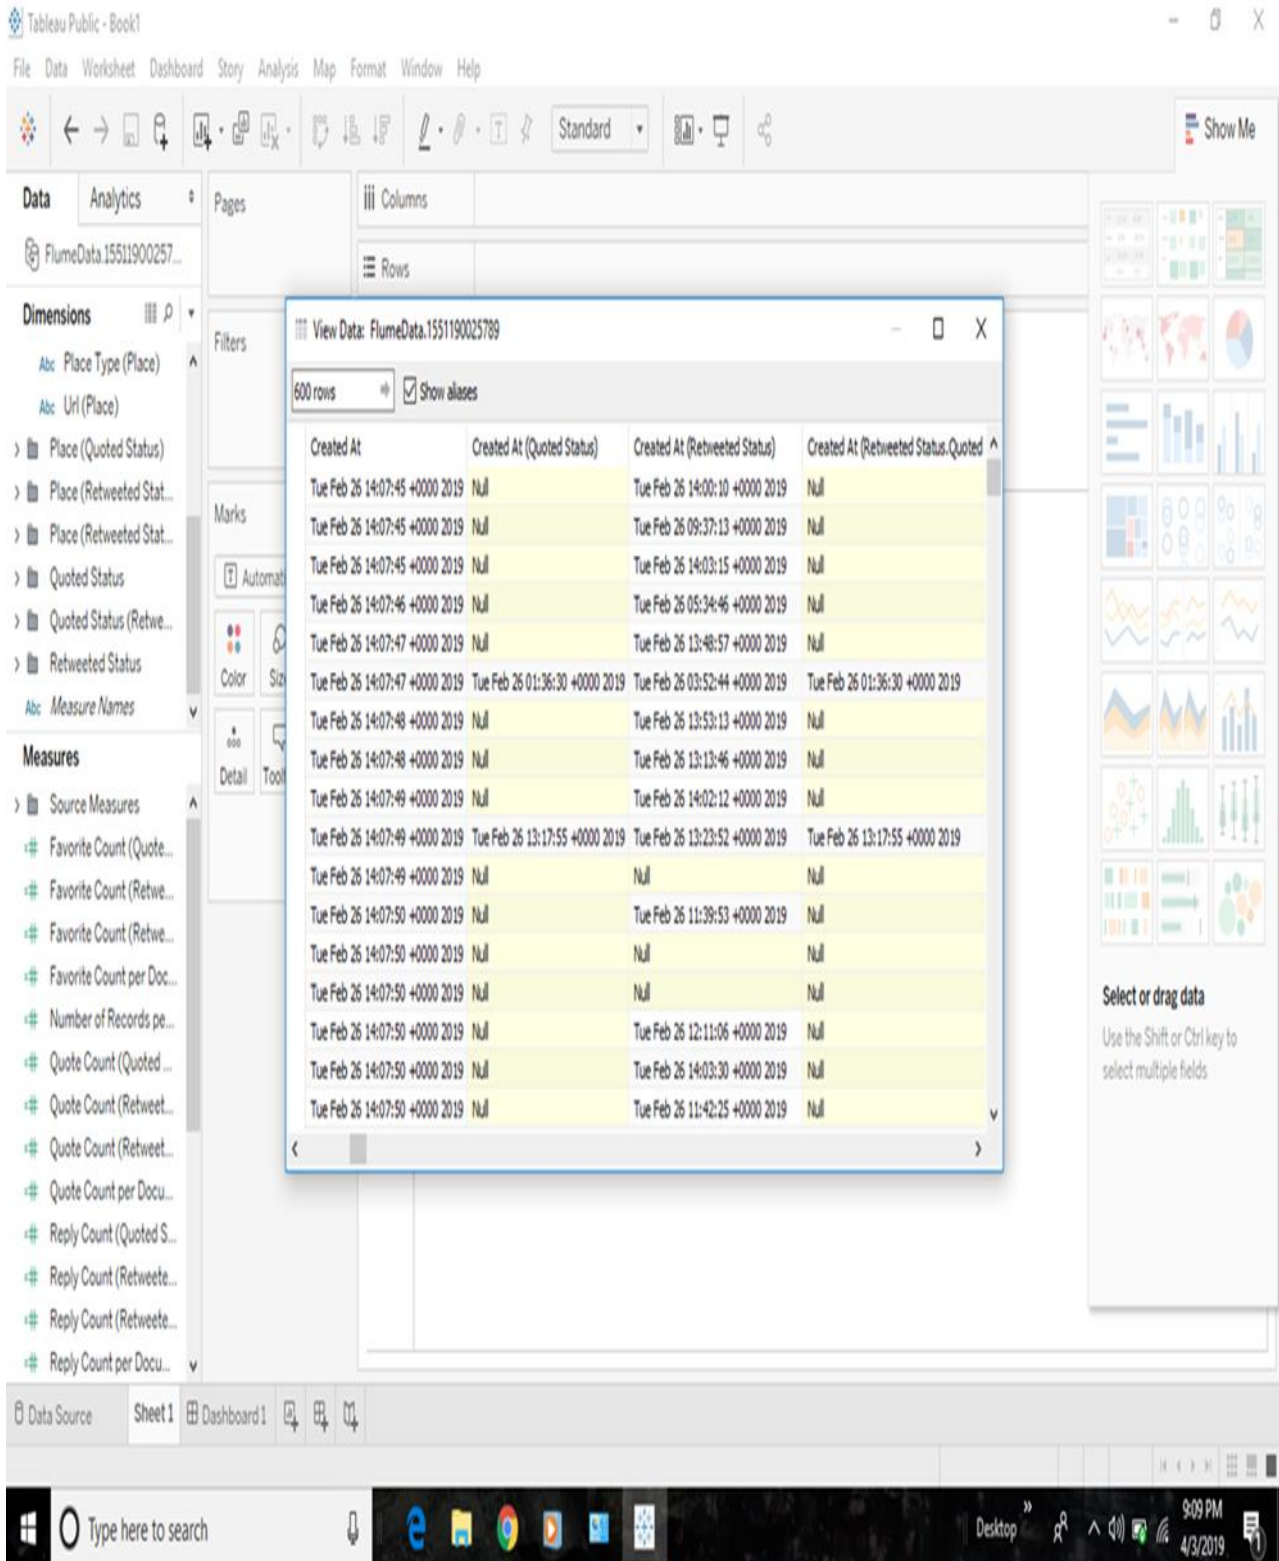 Tableau Public - Book1
File Data Worksheet Dashboard Story Analysis Map Format Window Help
Standard
Show Me
Data Analytics
FlumeData.15511900257...
Pages
Columns
Rows
Dimensions
Abc Place Type (Place)
Abc Url (Place)
Place (Quoted Status)
Place (Retweeted Stat...
Place (Retweeted Stat...
Quoted Status
Quoted Status (Retwe...
Retweeted Status
Abc Measure Names
Measures
Source Measures
Favorite Count (Quote...
Favorite Count (Retwe...
Favorite Count (Retwe...
Favorite Count per Doc...
Number of Records pe...
Quote Count (Quoted ...
Quote Count (Retweet...
Quote Count (Retweet...
Quote Count per Docu...
Reply Count (Quoted S...
Reply Count (Retweete...
Reply Count (Retweete...
Reply Count per Docu...
Filters
Marks
Automat
Color Siz
Detail Toolt
View Data: FlumeData.1551190025789
600 rows Show aliases
Created At Created At (Quoted Status) Created At (Retweeted Status) Created At (Retweeted Status.Quoted
Tue Feb 26 14:07:45 +0000 2019 Null Tue Feb 26 14:00:10 +0000 2019 Null
Tue Feb 26 14:07:45 +0000 2019 Null Tue Feb 26 09:37:13 +0000 2019 Null
Tue Feb 26 14:07:45 +0000 2019 Null Tue Feb 26 14:03:15 +0000 2019 Null
Tue Feb 26 14:07:46 +0000 2019 Null Tue Feb 26 05:34:46 +0000 2019 Null
Tue Feb 26 14:07:47 +0000 2019 Null Tue Feb 26 13:48:57 +0000 2019 Null
Tue Feb 26 14:07:47 +0000 2019 Tue Feb 26 01:36:30 +0000 2019 Tue Feb 26 03:52:44 +0000 2019 Tue Feb 26 01:36:30 +0000 2019
Tue Feb 26 14:07:48 +0000 2019 Null Tue Feb 26 13:53:13 +0000 2019 Null
Tue Feb 26 14:07:48 +0000 2019 Null Tue Feb 26 13:13:46 +0000 2019 Null
Tue Feb 26 14:07:49 +0000 2019 Null Tue Feb 26 14:02:12 +0000 2019 Null
Tue Feb 26 14:07:49 +0000 2019 Tue Feb 26 13:17:55 +0000 2019 Tue Feb 26 13:23:52 +0000 2019 Tue Feb 26 13:17:55 +0000 2019
Tue Feb 26 14:07:49 +0000 2019 Null Null Null
Tue Feb 26 14:07:50 +0000 2019 Null Tue Feb 26 11:39:53 +0000 2019 Null
Tue Feb 26 14:07:50 +0000 2019 Null Null Null
Tue Feb 26 14:07:50 +0000 2019 Null Null Null
Tue Feb 26 14:07:50 +0000 2019 Null Tue Feb 26 12:11:06 +0000 2019 Null
Tue Feb 26 14:07:50 +0000 2019 Null Tue Feb 26 14:03:30 +0000 2019 Null
Tue Feb 26 14:07:50 +0000 2019 Null Tue Feb 26 11:42:25 +0000 2019 Null
Select or drag data
Use the Shift or Ctrl key to
select multiple fields
Data Source Sheet 1 Dashboard 1
Type here to search
Desktop
9:09 PM
4/3/2019